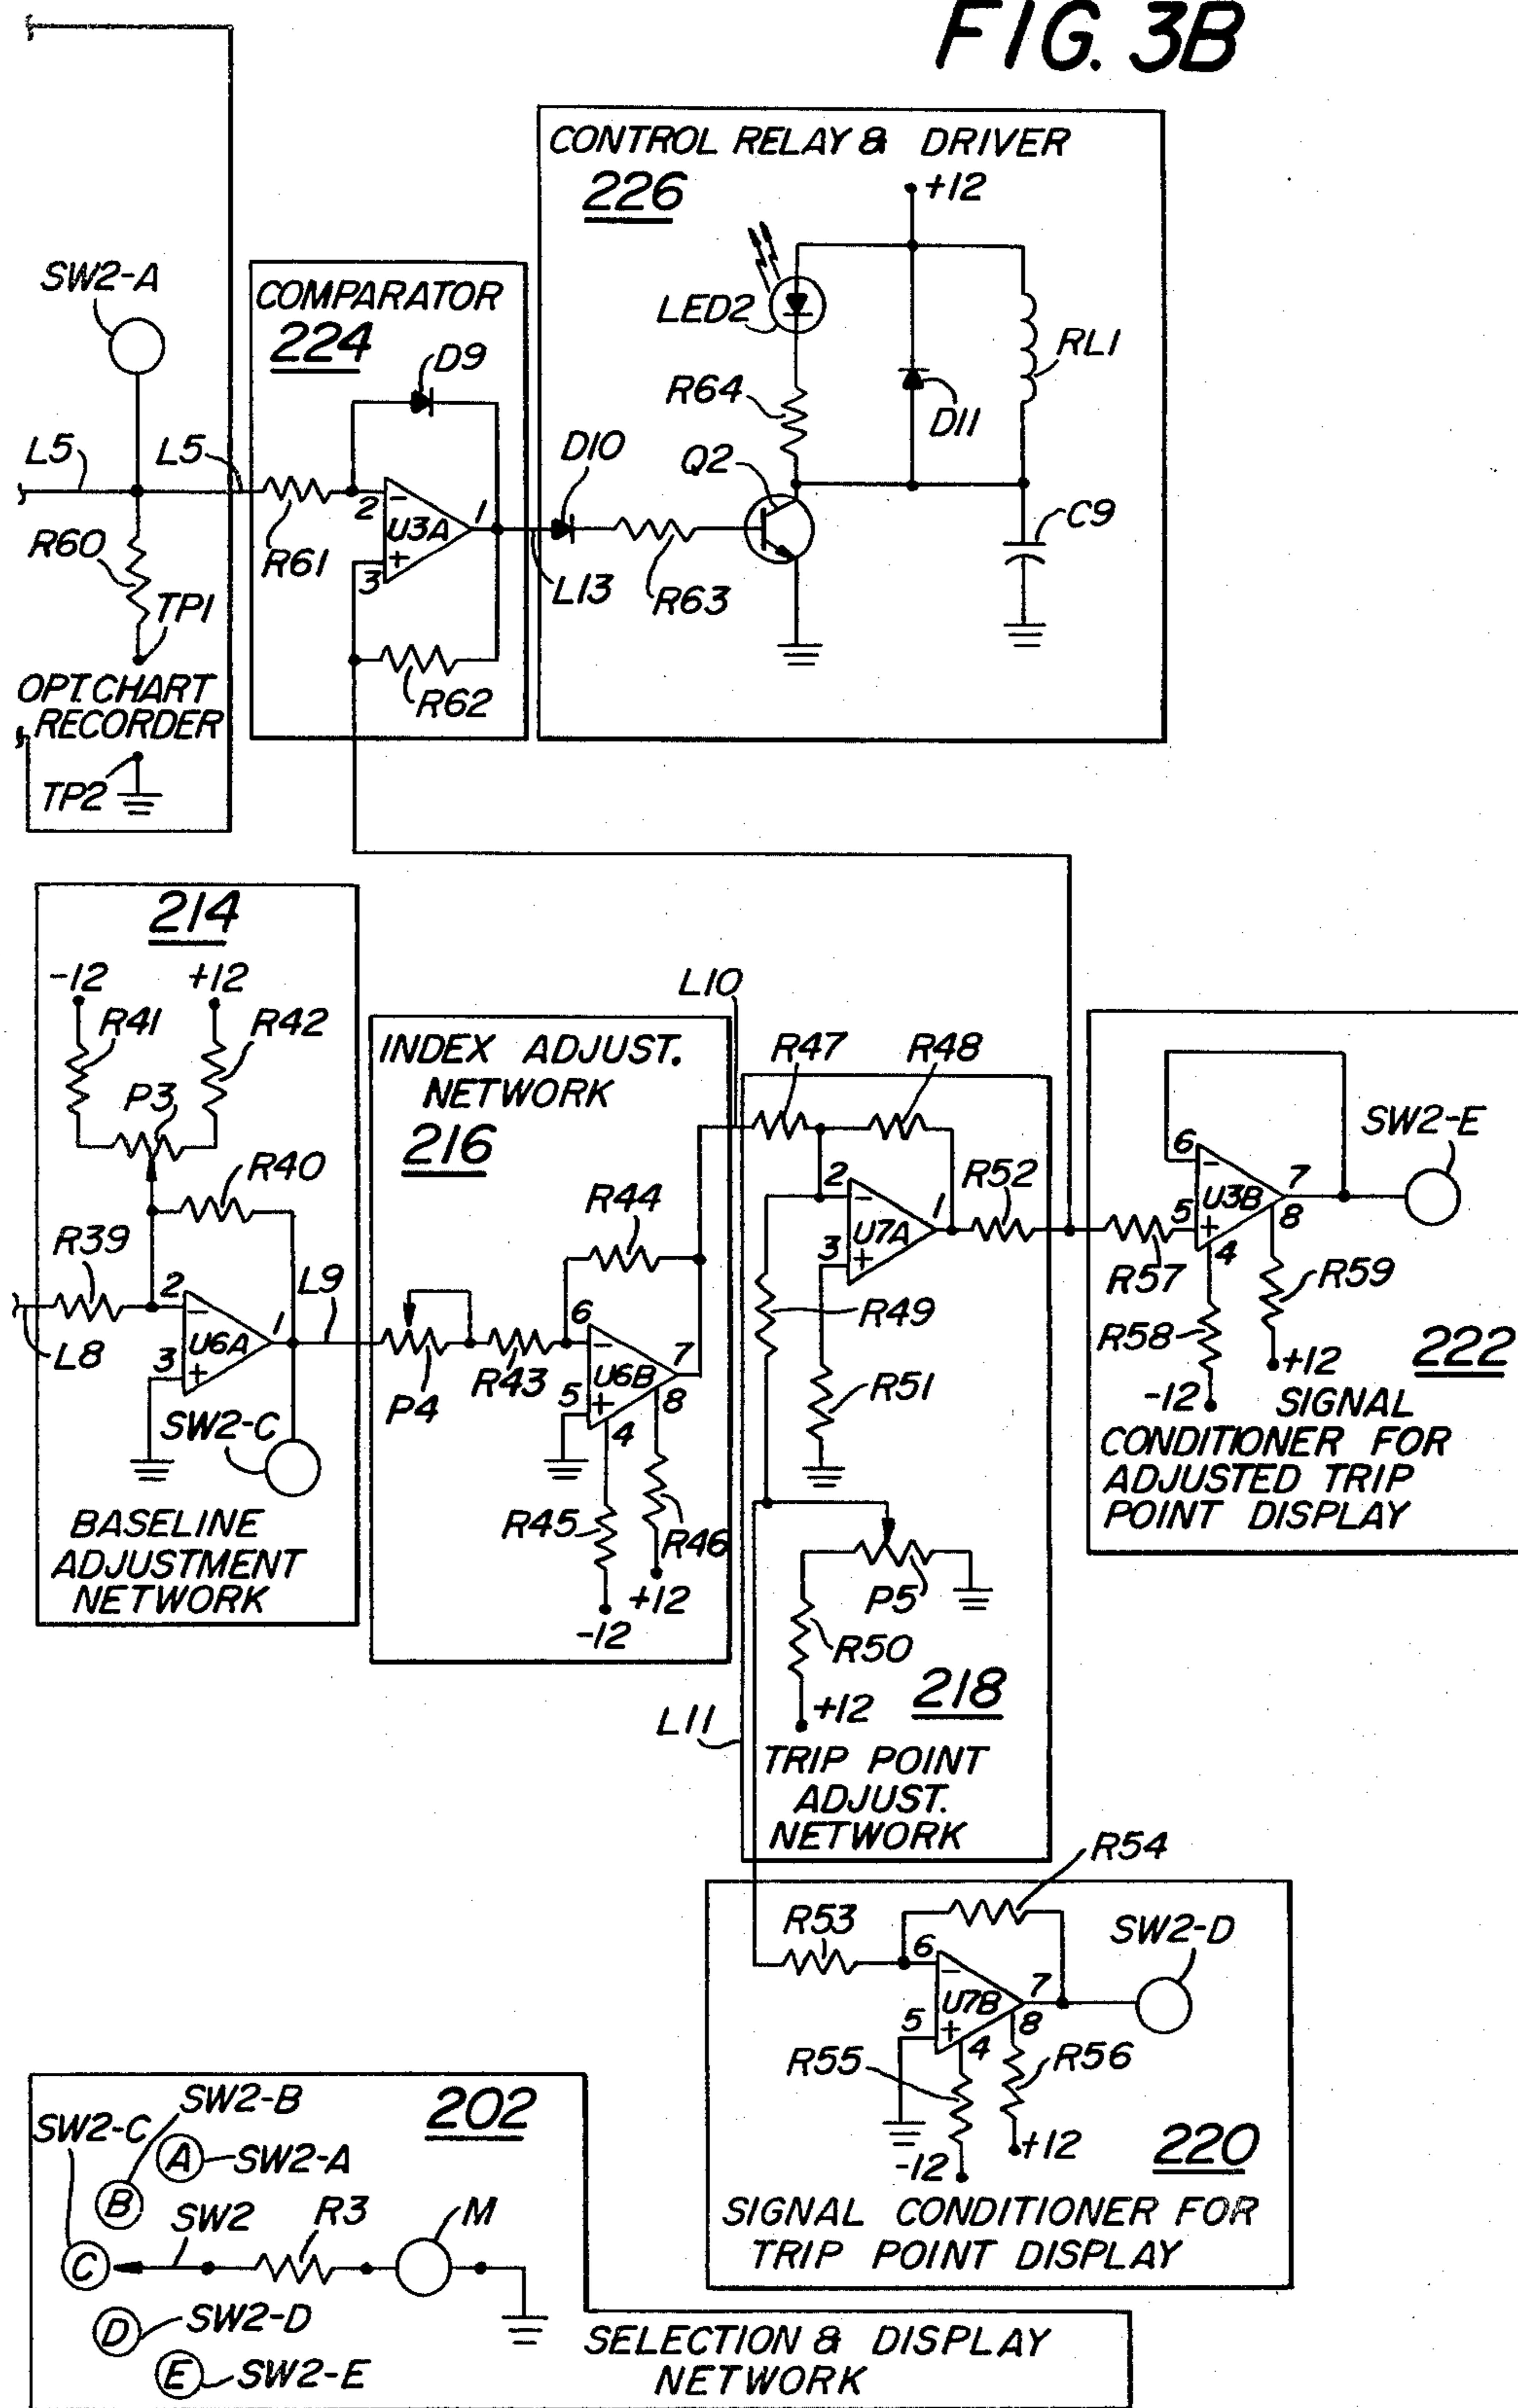 FIG. 3B
CONTROL RELAY & DRIVER
226
+12
LED2
R64
D11
RL1
Q2
C9
D10
R63
L13
SW2-A
COMPARATOR
224
D9
L5
L5
2
-
U3A
1
+
3
R61
R62
R60
TP1
OPT. CHART
RECORDER
TP2
214
-12
+12
R41
R42
P3
R40
R39
2
-
U6A
1
3
+
L8
L9
SW2-C
BASELINE
ADJUSTMENT
NETWORK
INDEX ADJUST.
NETWORK
216
R44
6
-
U6B
7
5
+
4
8
P4
R43
R45
R46
+12
-12
L10
R47
R48
2
-
U7A
1
3
+
R52
R49
R51
P5
R50
+12
218
L11
TRIP POINT
ADJUST.
NETWORK
SW2-E
6
-
U3B
7
5
+
8
4
R57
R59
R58
+12
-12
222
SIGNAL
CONDITIONER FOR
ADJUSTED TRIP
POINT DISPLAY
R54
R53
SW2-D
6
-
U7B
7
5
+
8
4
R55
R56
+12
-12
220
SIGNAL CONDITIONER FOR
TRIP POINT DISPLAY
202
SW2-B
SW2-C
A
SW2-A
B
SW2
R3
M
C
D
SW2-D
E
SW2-E
SELECTION & DISPLAY
NETWORK